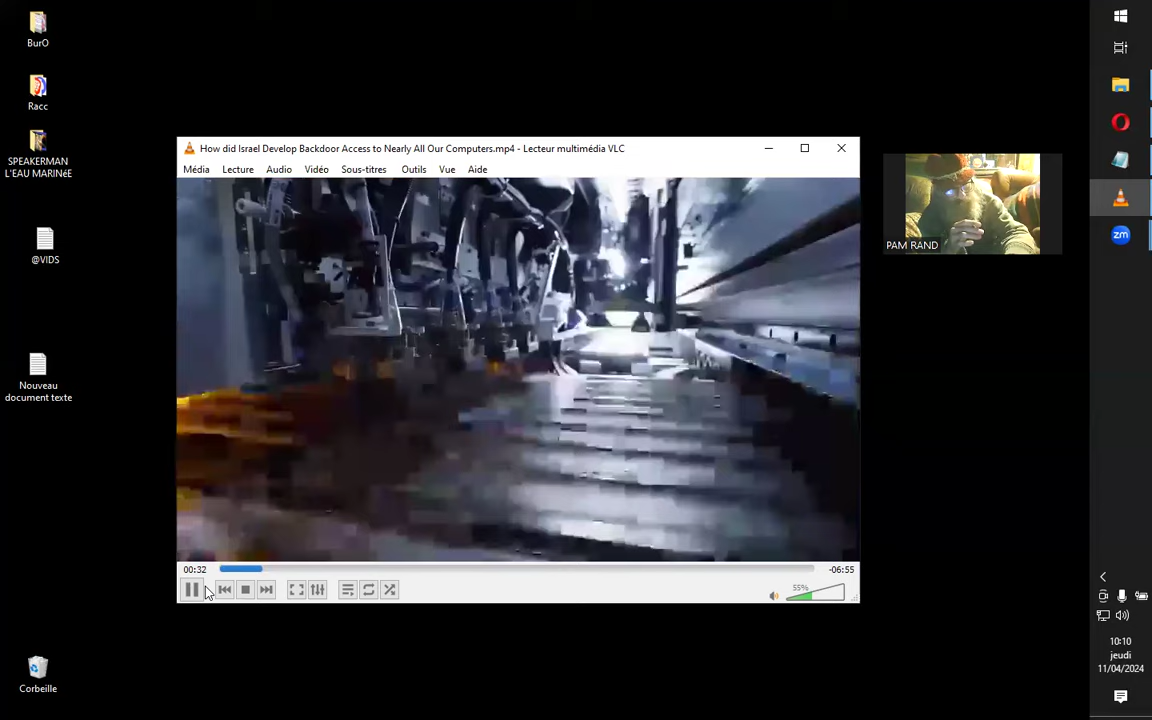 BurO
Racc
SPEAKERMAN
L'EAU MARINéE
@VIDS
Nouveau
document texte
Corbeille
How did Israel Develop Backdoor Access to Nearly All Our Computers.mp4 - Lecteur multimédia VLC
Média Lecture Audio Vidéo Sous-titres Outils Vue Aide
00:32
-06:55
55%
PAM RAND
zm
10:10
jeudi
11/04/2024